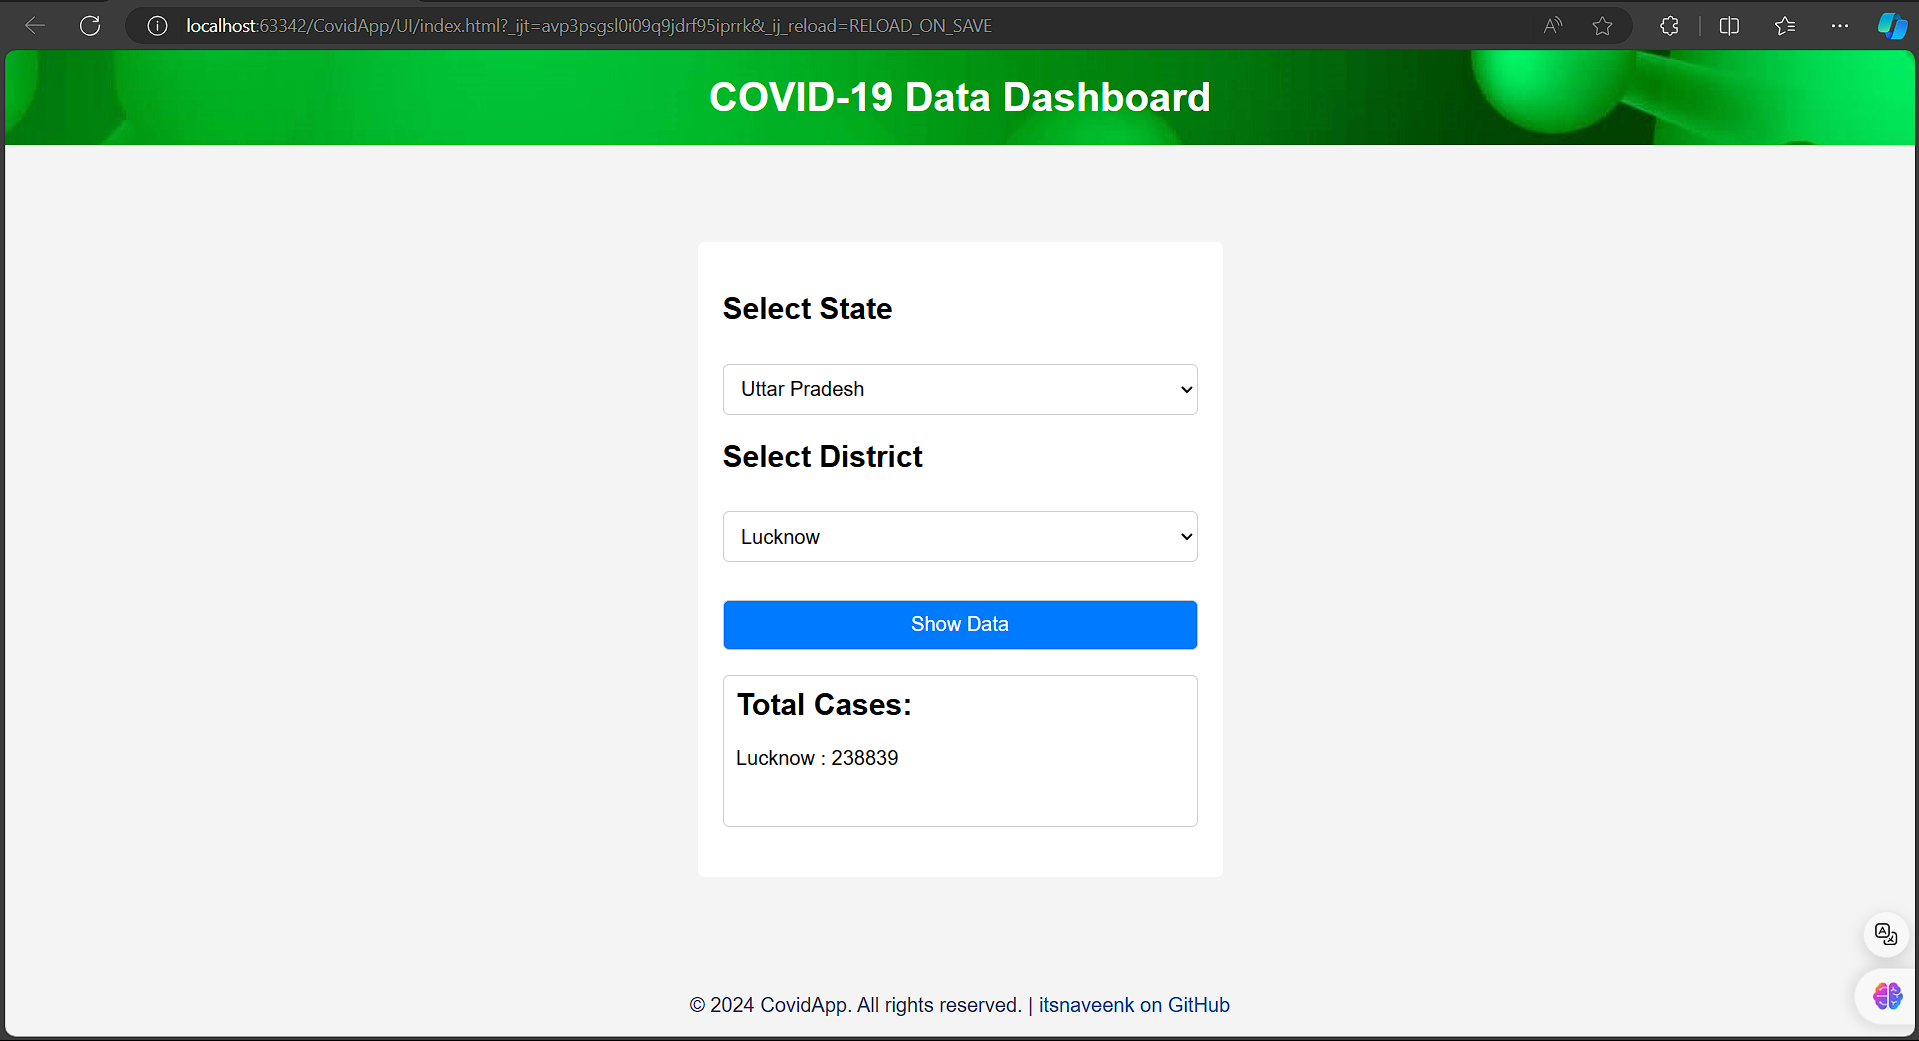 localhost:63342/CovidApp/UI/index.html?_ijt=avp3psgsl0i09q9jdrf95iprrk&_ij_reload=RELOAD_ON_SAVE
COVID-19 Data Dashboard
Select State
Uttar Pradesh
Select District
Lucknow
Show Data
Total Cases:
Lucknow : 238839
© 2024 CovidApp. All rights reserved. | itsnaveenk on GitHub